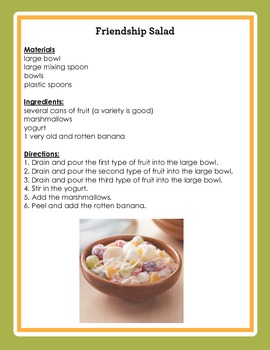 Friendship Salad
Materials
large bowl
large mixing spoon
bowls
plastic spoons
Ingredients:
several cans of fruit (a variety is good)
marshmallows
yogurt
1 very old and rotten banana
Directions:
1. Drain and pour the first type of fruit into the large bowl.
2. Drain and pour the second type of fruit into the large bowl.
3. Drain and pour the third type of fruit into the large bowl.
4. Stir in the yogurt.
5. Add the marshmallows.
6. Peel and add the rotten banana.